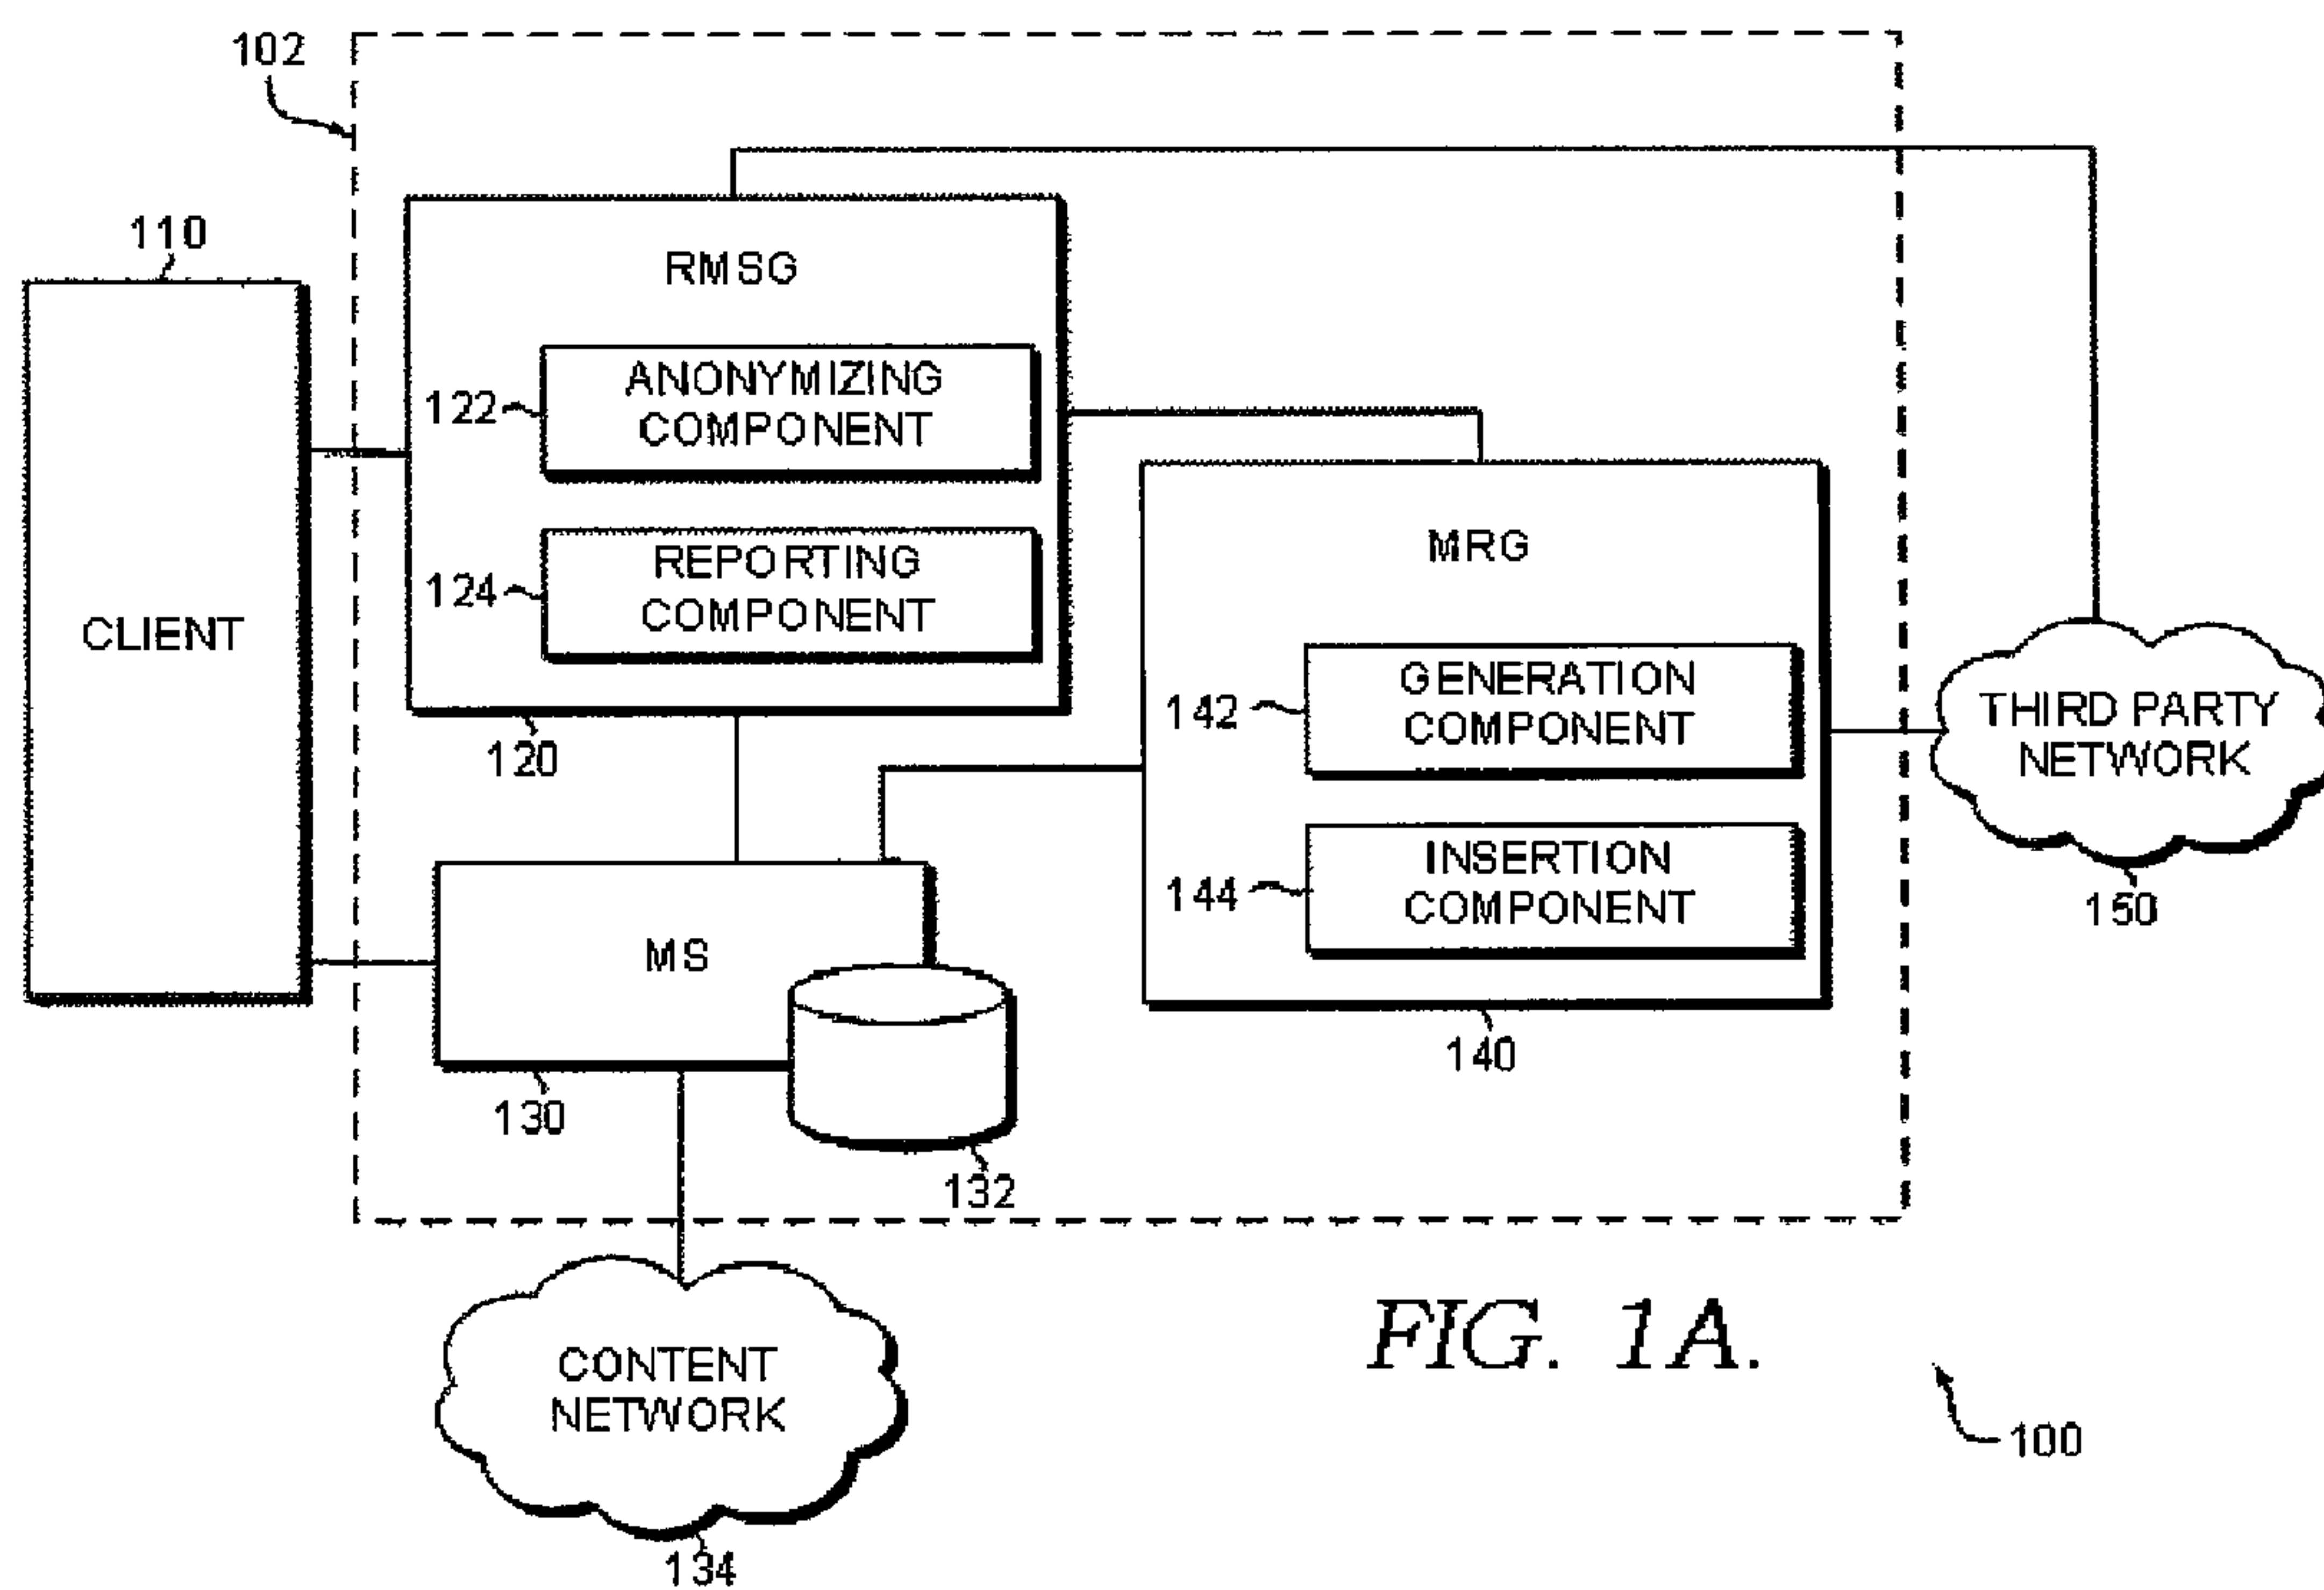 102
110
RMSG
ANONYMIZING
COMPONENT
122
REPORTING
COMPONENT
124
CLIENT
120
MRG
GENERATION
COMPONENT
142
INSERTION
COMPONENT
144
140
THIRD PARTY
NETWORK
150
MS
130
132
CONTENT
NETWORK
134
FIG. 1A.
100